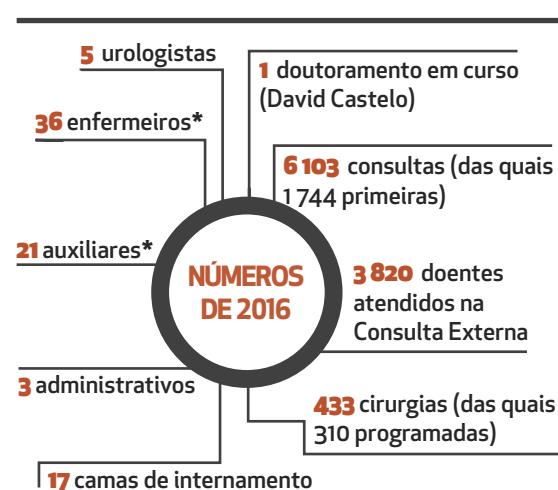 5 urologistas
36 enfermeiros*
21 auxiliares*
3 administrativos
17 camas de internamento
NÚMEROS
DE 2016
1 doutoramento em curso
(David Castelo)
6 103 consultas (das quais
1 744 primeiras)
3 820 doentes
atendidos na
Consulta Externa
433 cirurgias (das quais
310 programadas)